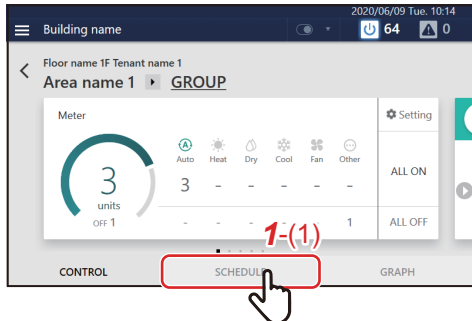 2020/06/09 Tue. 10:14
Building name 64 0
Floor name 1F Tenant name 1
Area name 1 GROUP
Meter
Setting
Auto Heat Dry Cool Fan Other
3 - - - - -
ALL ON
3
units
OFF 1
- - - - - 1
ALL OFF
1-(1)
CONTROL SCHEDULE GRAPH